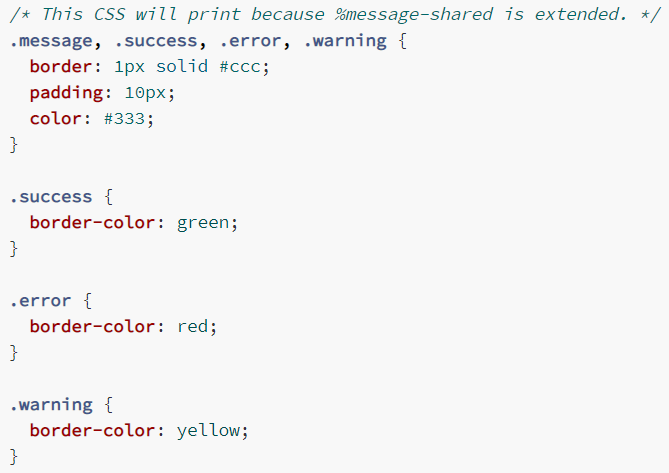 /* This CSS will print because %message-shared is extended. */
.message, .success, .error, .warning {
  border: 1px solid #ccc;
  padding: 10px;
  color: #333;
}

.success {
  border-color: green;
}

.error {
  border-color: red;
}

.warning {
  border-color: yellow;
}